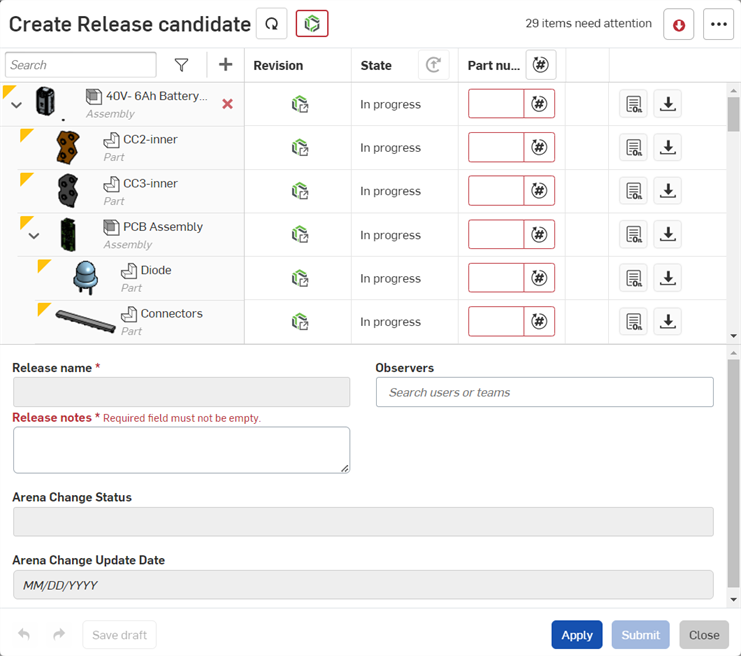 Create Release candidate
29 items need attention
Search
Revision
State
Part nu...
40V- 6Ah Battery...
Assembly
In progress
CC2-inner
Part
In progress
CC3-inner
Part
In progress
PCB Assembly
Assembly
In progress
Diode
Part
In progress
Connectors
Part
In progress
Release name *
Observers
Search users or teams
Release notes * Required field must not be empty.
Arena Change Status
Arena Change Update Date
MM/DD/YYYY
Save draft
Apply
Submit
Close